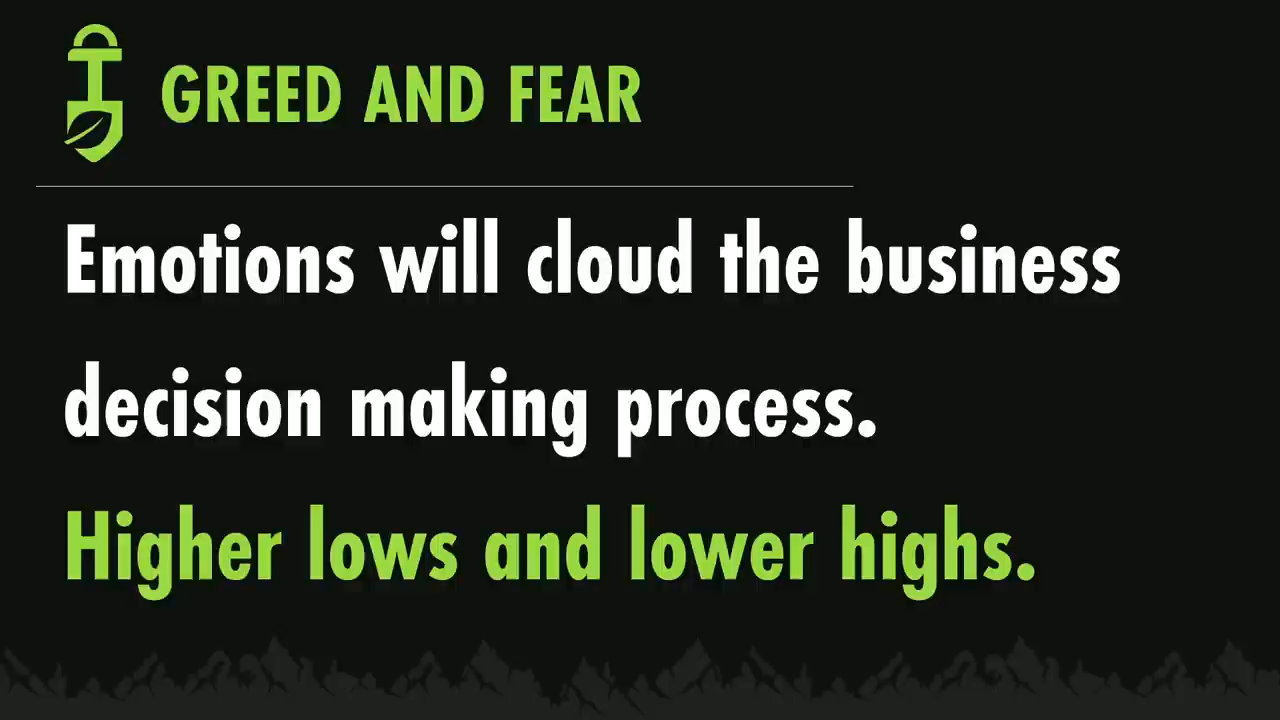 GREED AND FEAR
Emotions will cloud the business
decision making process.
Higher lows and lower highs.